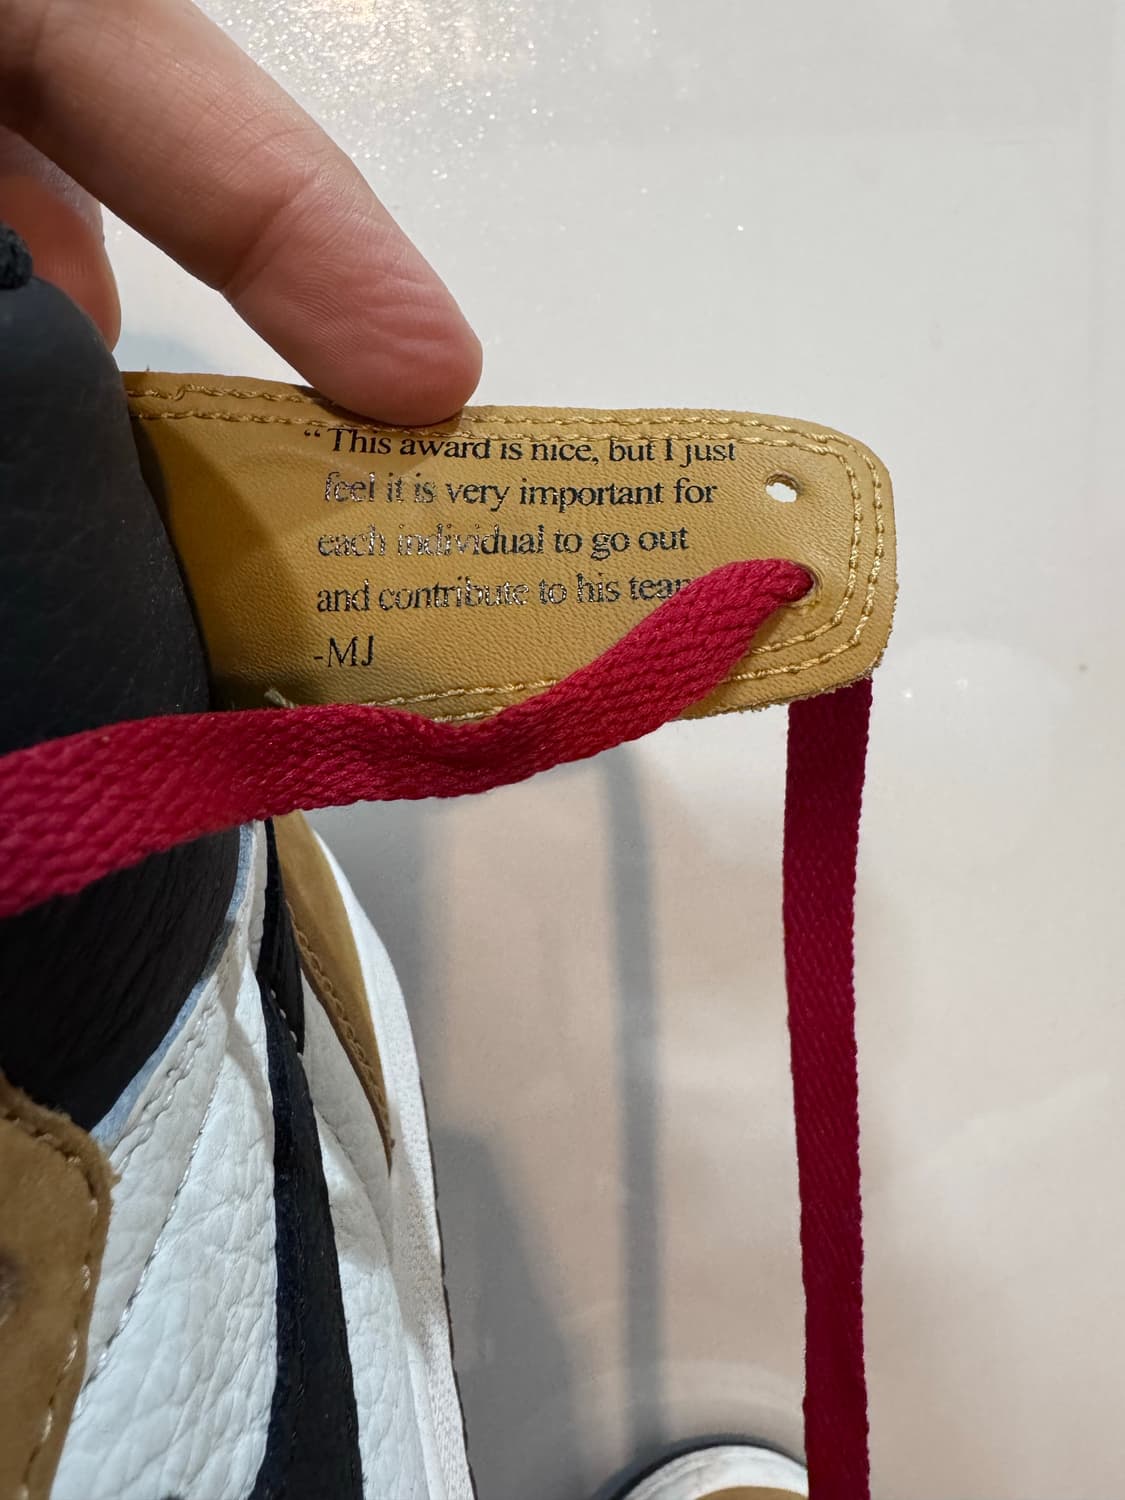 “This award is nice, but I just
feel it is very important for
each individual to go out
and contribute to his
-MJ